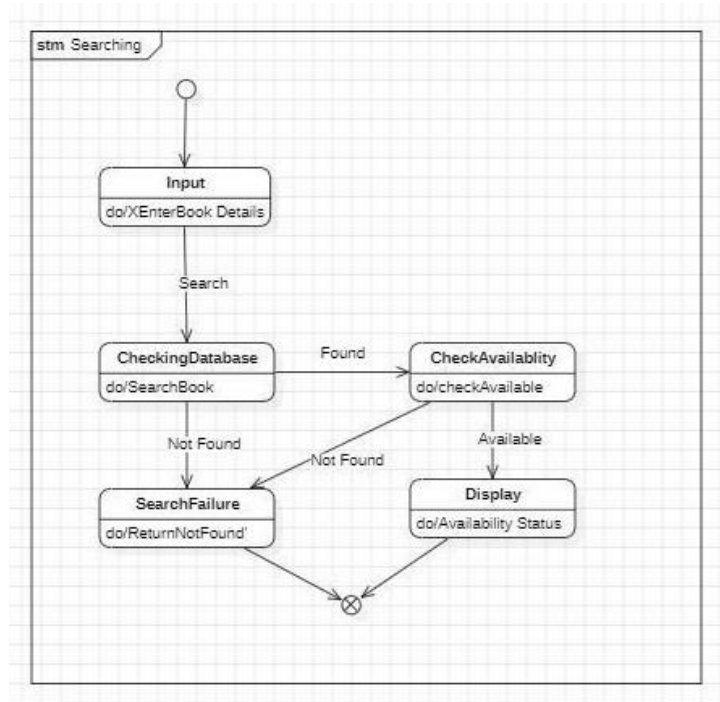 stm Searching
Input
do/XEnterBook Details
Search
CheckingDatabase
do/SearchBook
Found
CheckAvailablity
do/checkAvailable
Not Found
Not Found
Available
SearchFailure
do/ReturnNotFound'
Display
do/Availability Status